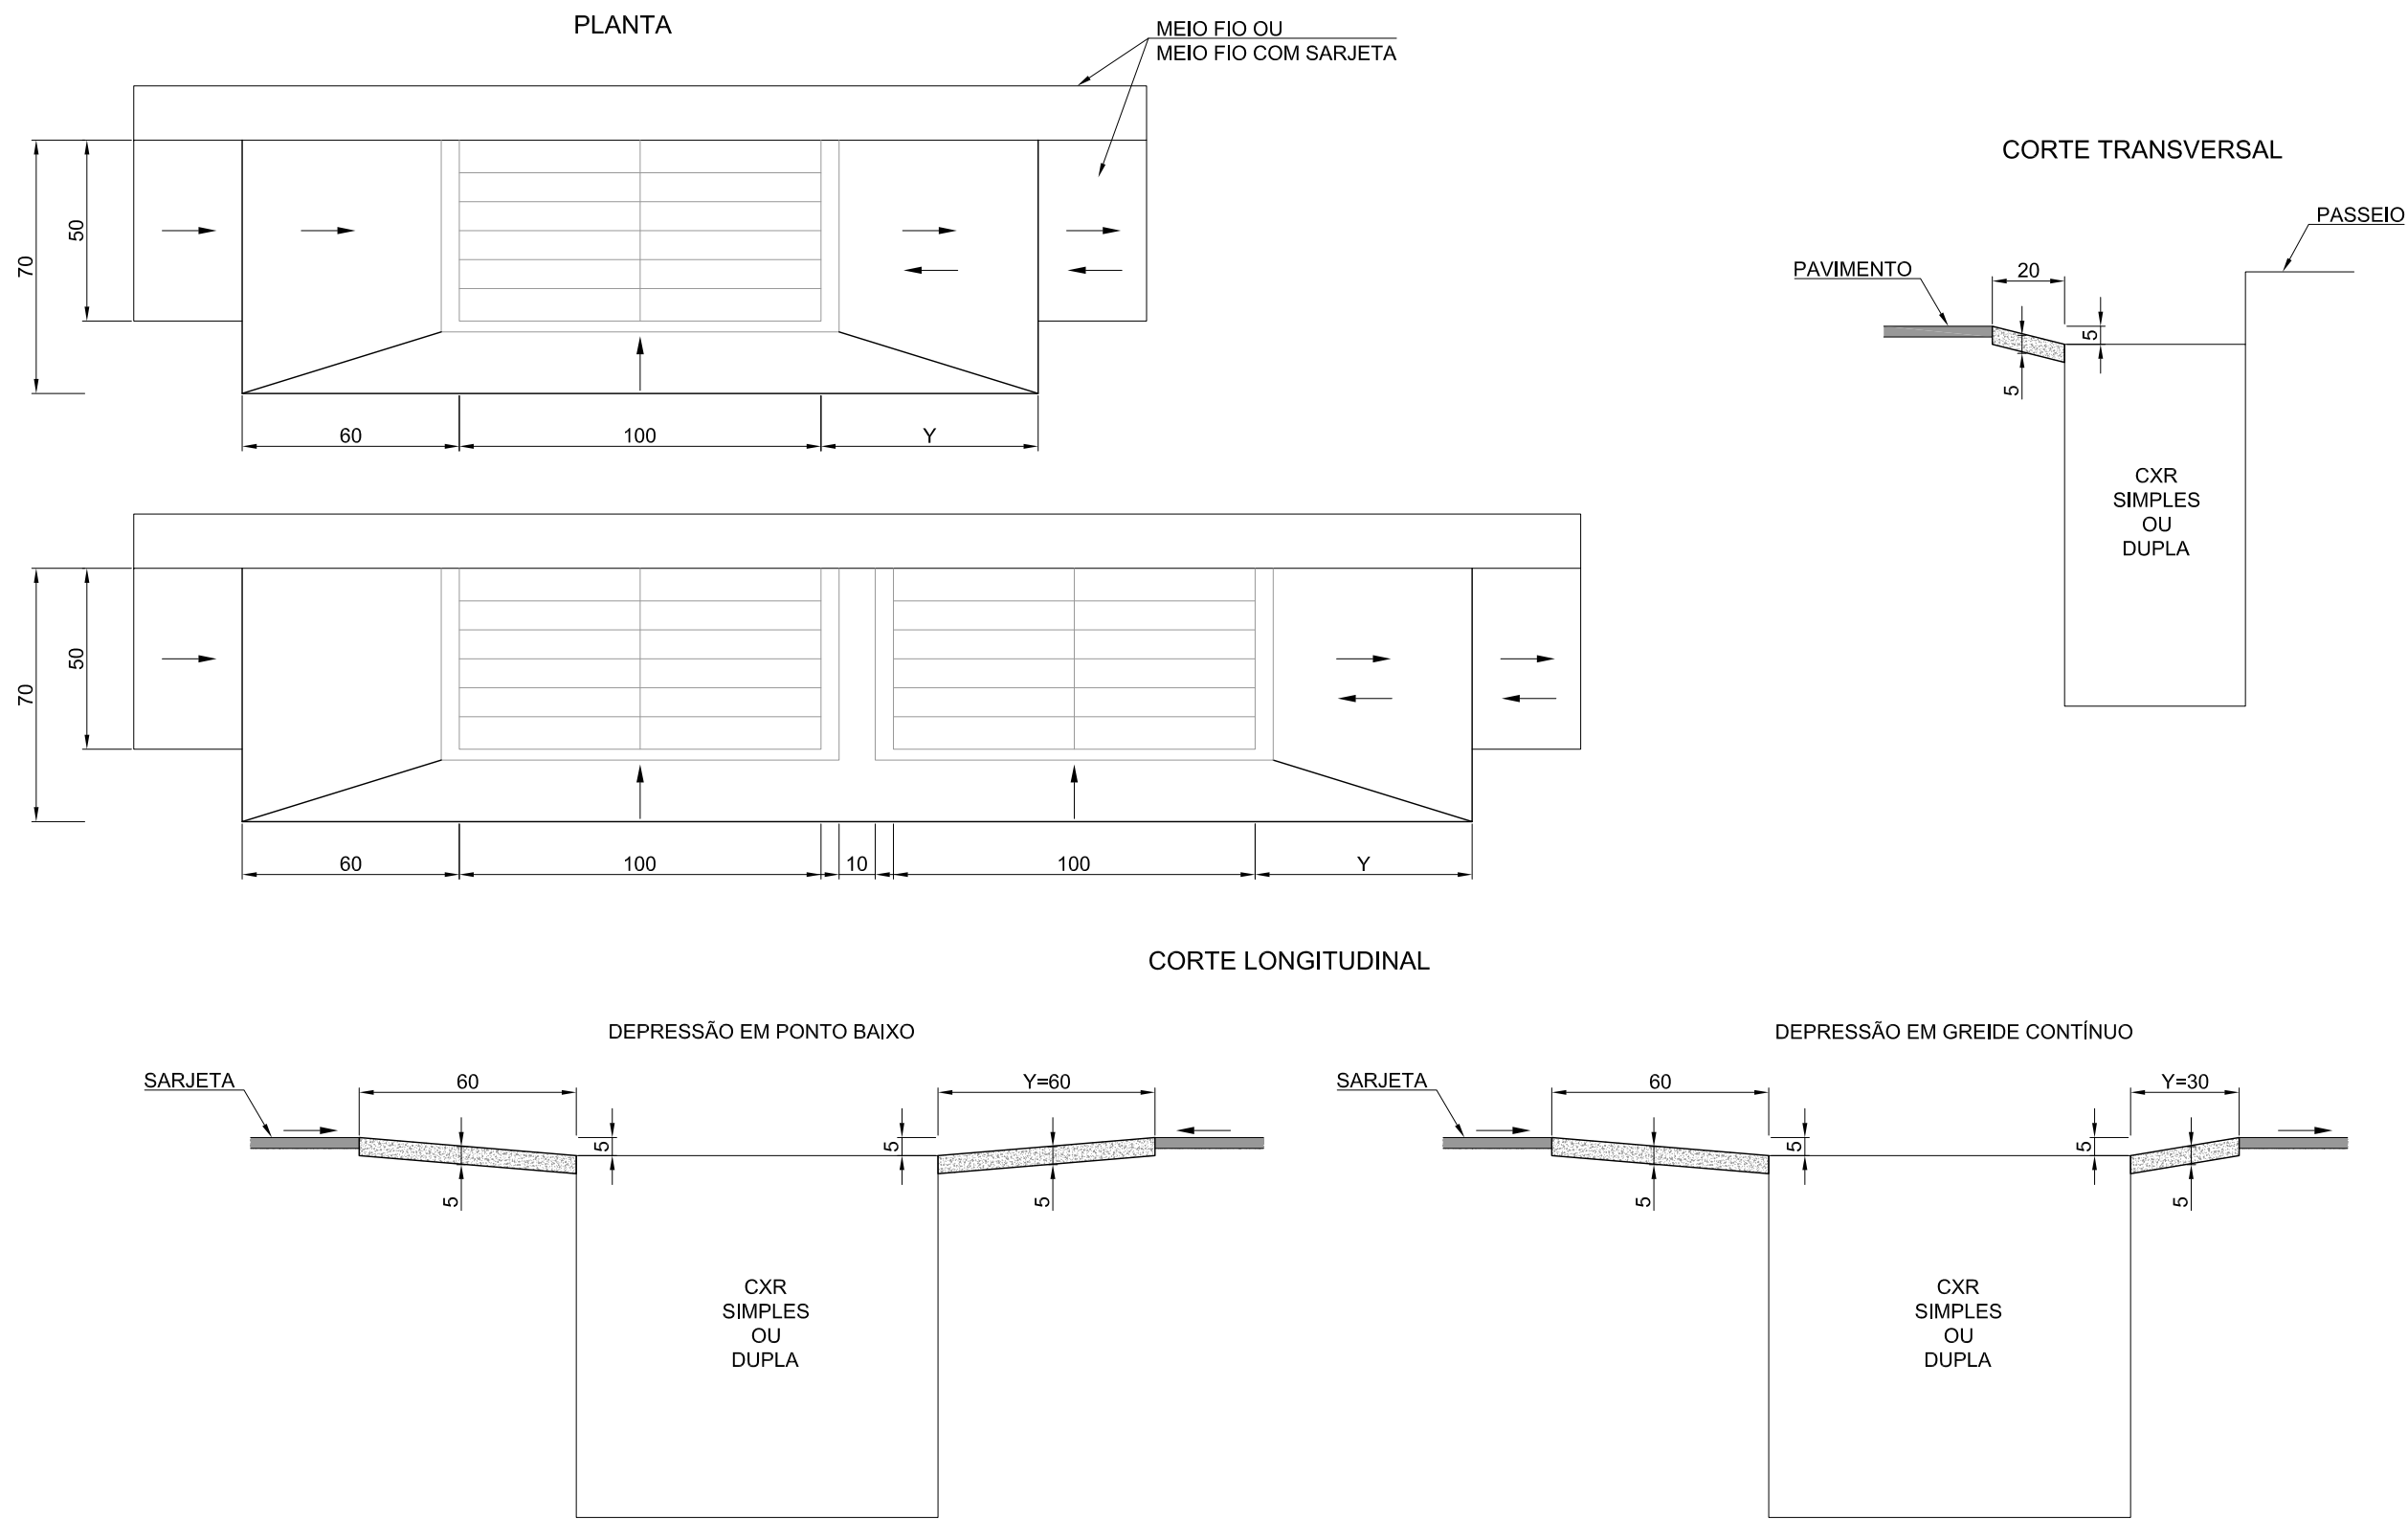 PLANTA
MEIO FIO OU
MEIO FIO COM SARJETA
70
50
60
100
Y
CORTE TRANSVERSAL
PASSEIO
PAVIMENTO
20
5
5
CXR
SIMPLES
OU
DUPLA
70
50
60
100
10
100
Y
CORTE LONGITUDINAL
DEPRESSÃO EM PONTO BAIXO
SARJETA
60
Y=60
5
5
5
5
CXR
SIMPLES
OU
DUPLA
DEPRESSÃO EM GREIDE CONTÍNUO
SARJETA
60
Y=30
5
5
5
5
CXR
SIMPLES
OU
DUPLA